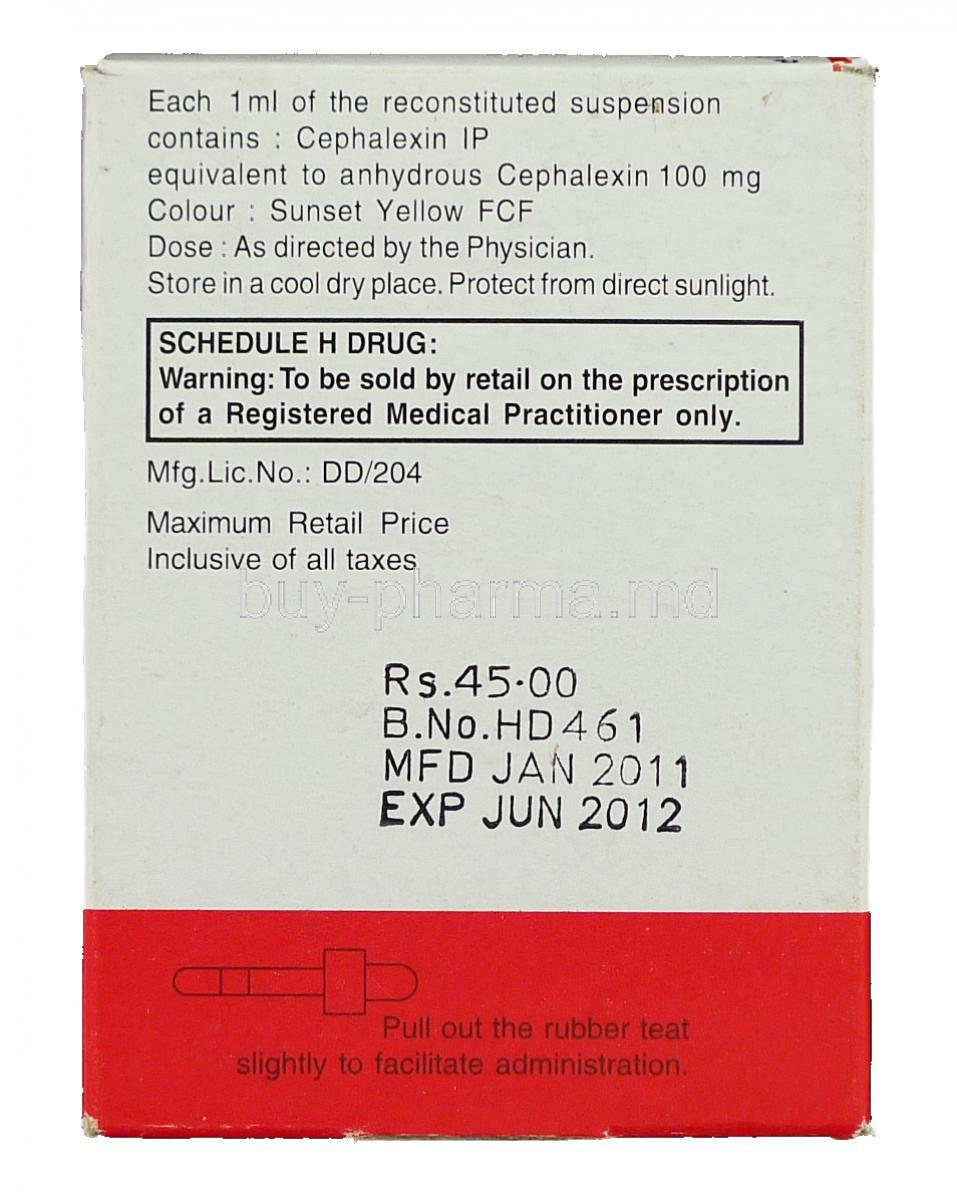 Each 1ml of the reconstituted suspension
contains : Cephalexin IP
equivalent to anhydrous Cephalexin 100 mg
Colour : Sunset Yellow FCF
Dose : As directed by the Physician.
Store in a cool dry place. Protect from direct sunlight.
SCHEDULE H DRUG:
Warning: To be sold by retail on the prescription
of a Registered Medical Practitioner only.
Mfg.Lic.No.: DD/204
Maximum Retail Price
Inclusive of all taxes
buy-pharma.md
Rs.45·00
B.No.HD461
MFD JAN 2011
EXP JUN 2012
Pull out the rubber teat
slightly to facilitate administration.